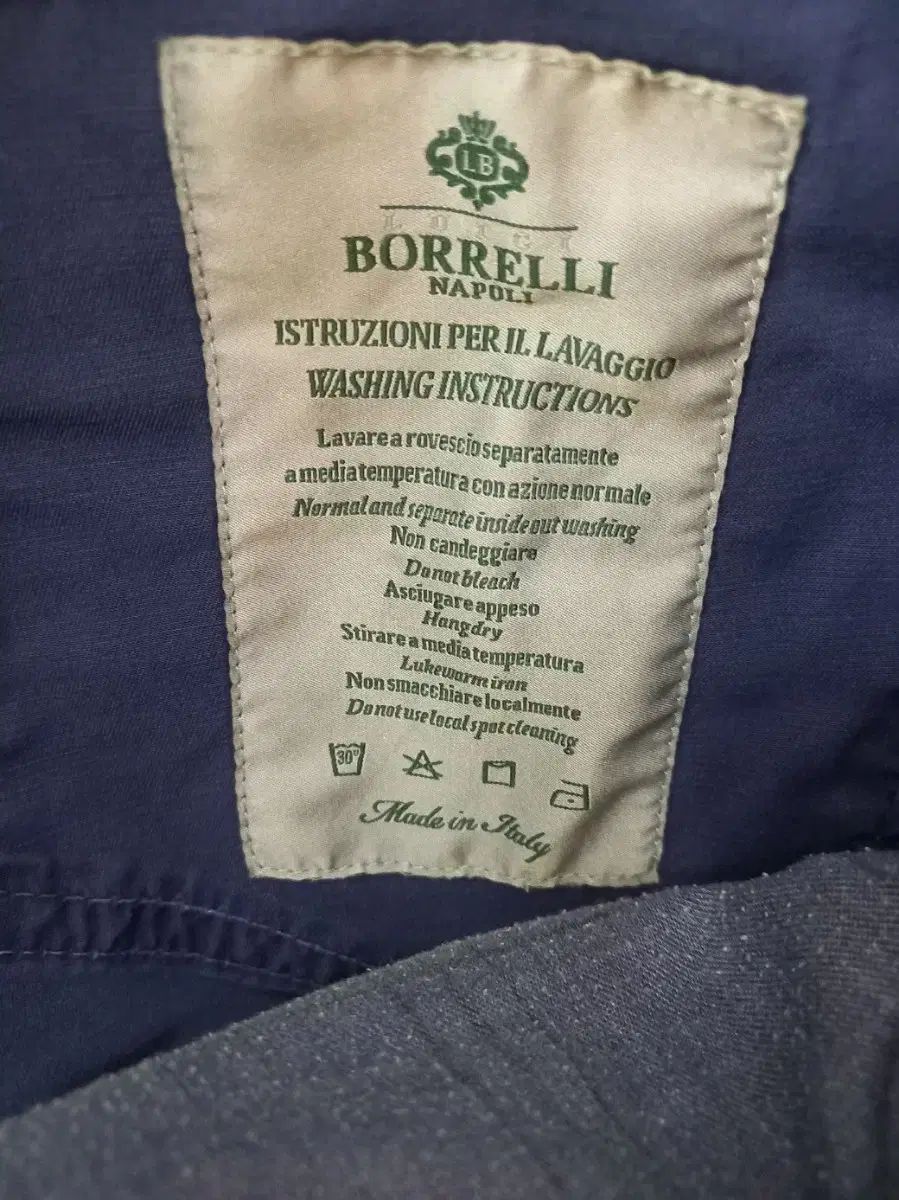 LB
LUIGI
BORRELLI
NAPOLI
ISTRUZIONI PER IL LAVAGGIO
WASHING INSTRUCTIONS
Lavare a rovescio separatamente
a media temperatura con azione normale
Normal and separate inside out washing
Non candeggiare
Do not bleach
Asciugare appeso
Hang dry
Stirare a media temperatura
Lukewarm iron
Non smacchiare localmente
Do not use local spot cleaning
30°
Made in Italy